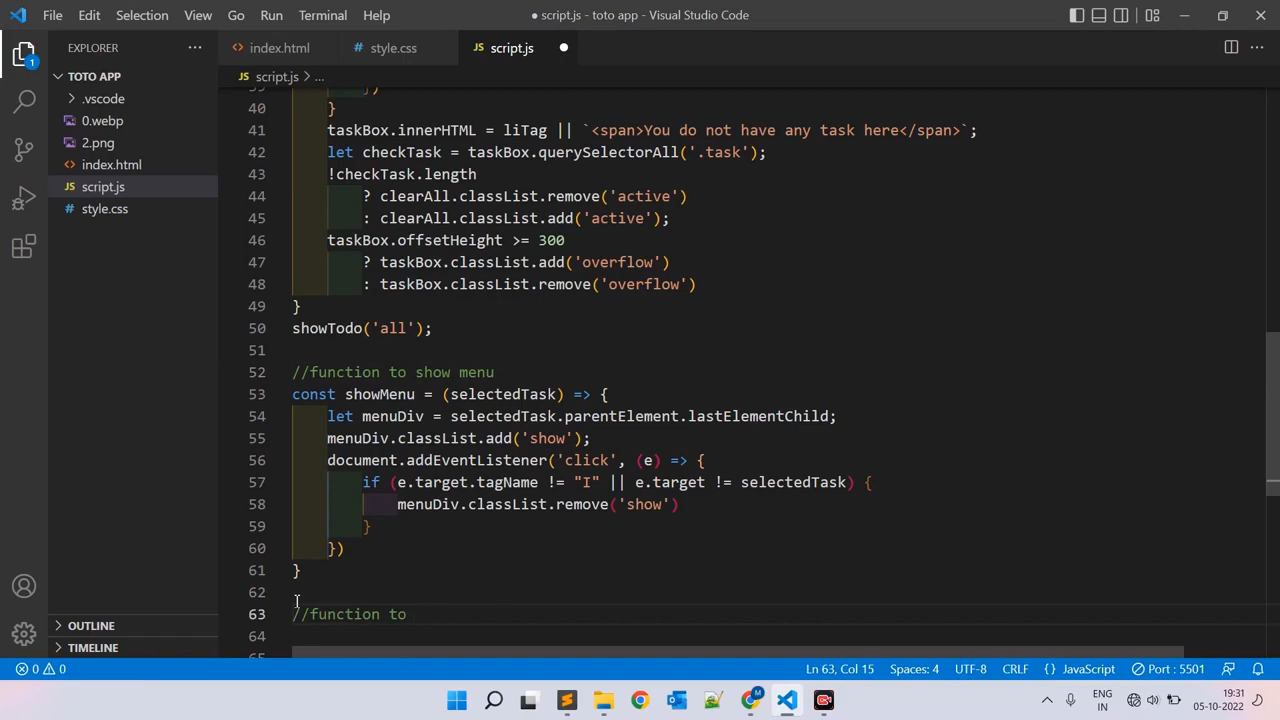 File Edit Selection View Go Run Terminal Help
● script.js - toto app - Visual Studio Code
EXPLORER
TOTO APP
.vscode
0.webp
2.png
index.html
JS script.js
# style.css
OUTLINE
TIMELINE
index.html # style.css JS script.js
JS script.js > ...
40 }
41 taskBox.innerHTML = liTag || `<span>You do not have any task here</span>`;
42 let checkTask = taskBox.querySelectorAll('.task');
43 !checkTask.length
44 ? clearAll.classList.remove('active')
45 : clearAll.classList.add('active');
46 taskBox.offsetHeight >= 300
47 ? taskBox.classList.add('overflow')
48 : taskBox.classList.remove('overflow')
49 }
50 showTodo('all');
51
52 //function to show menu
53 const showMenu = (selectedTask) => {
54 let menuDiv = selectedTask.parentElement.lastElementChild;
55 menuDiv.classList.add('show');
56 document.addEventListener('click', (e) => {
57 if (e.target.tagName != "I" || e.target != selectedTask) {
58 menuDiv.classList.remove('show')
59 }
60 })
61 }
62
63 //function to
64
0 0 Ln 63, Col 15 Spaces: 4 UTF-8 CRLF {} JavaScript Port : 5501
ENG
IN
19:31
05-10-2022